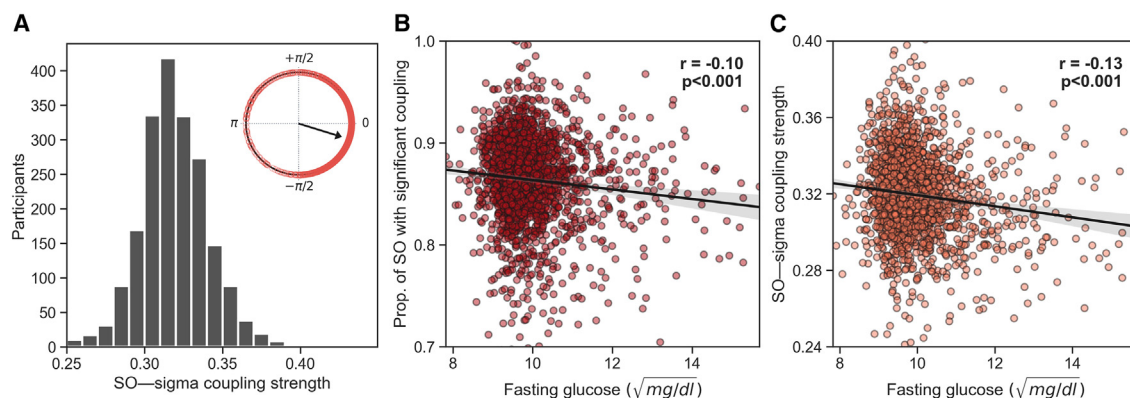 A
400
350
300
250
200
150
100
50
0
Participants
0.25
0.30
0.35
0.40
SO—sigma coupling strength
+π/2
π
0
−π/2
B
1.0
0.9
0.8
0.7
Prop. of SO with significant coupling
r = -0.10
p<0.001
8
10
12
14
Fasting glucose (√mg/dl)
C
0.40
0.36
0.32
0.28
0.24
SO—sigma coupling strength
r = -0.13
p<0.001
8
10
12
14
Fasting glucose (√mg/dl)